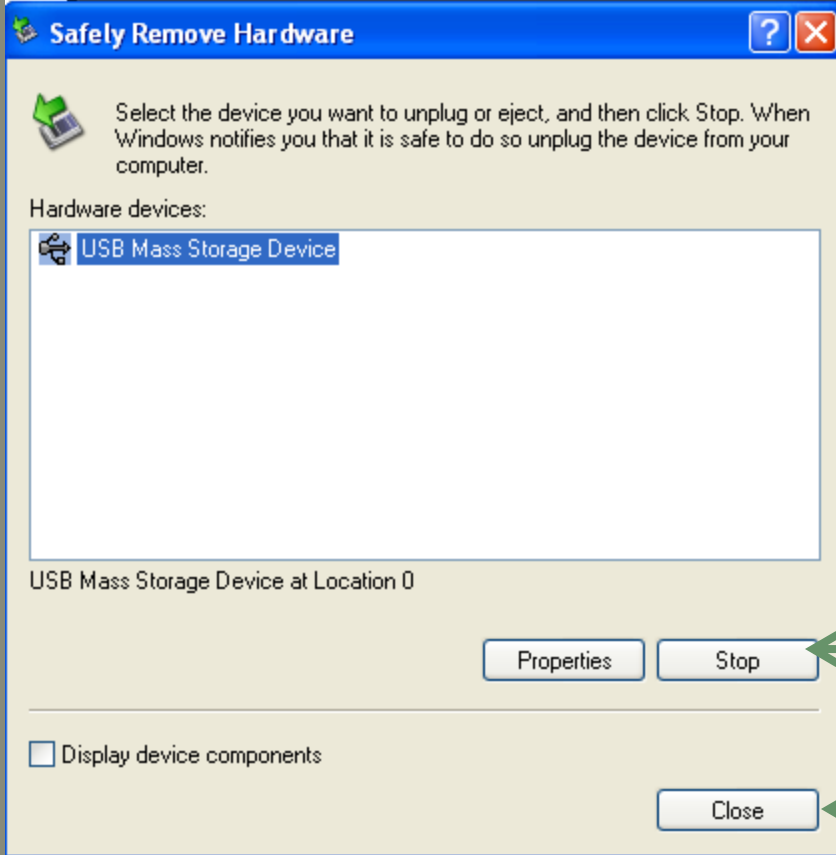 Safely Remove Hardware
Select the device you want to unplug or eject, and then click Stop. When
Windows notifies you that it is safe to do so unplug the device from your
computer.
Hardware devices:
USB Mass Storage Device
USB Mass Storage Device at Location 0
Properties
Stop
Display device components
Close